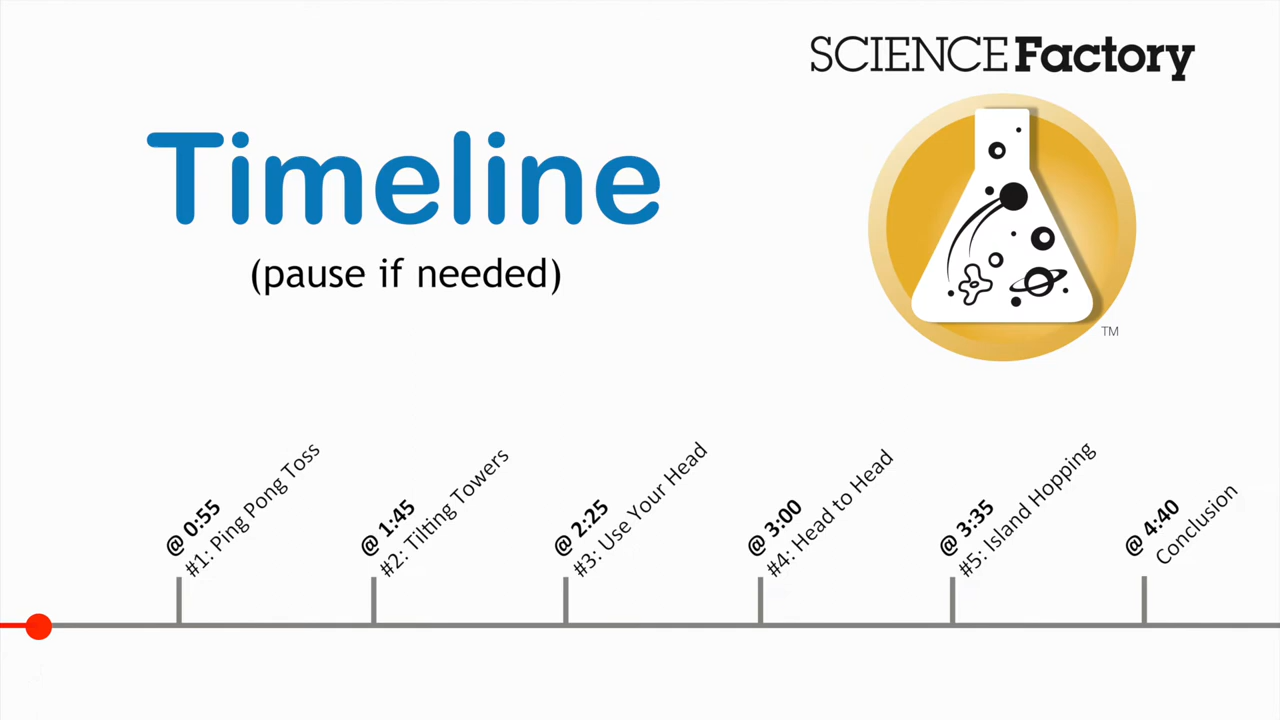 SCIENCE Factory
Timeline
(pause if needed)
TM
@ 0:55
#1: Ping Pong Toss
@ 1:45
#2: Tilting Towers
@ 2:25
#3: Use Your Head
@ 3:00
#4: Head to Head
@ 3:35
#5: Island Hopping
@ 4:40
Conclusion